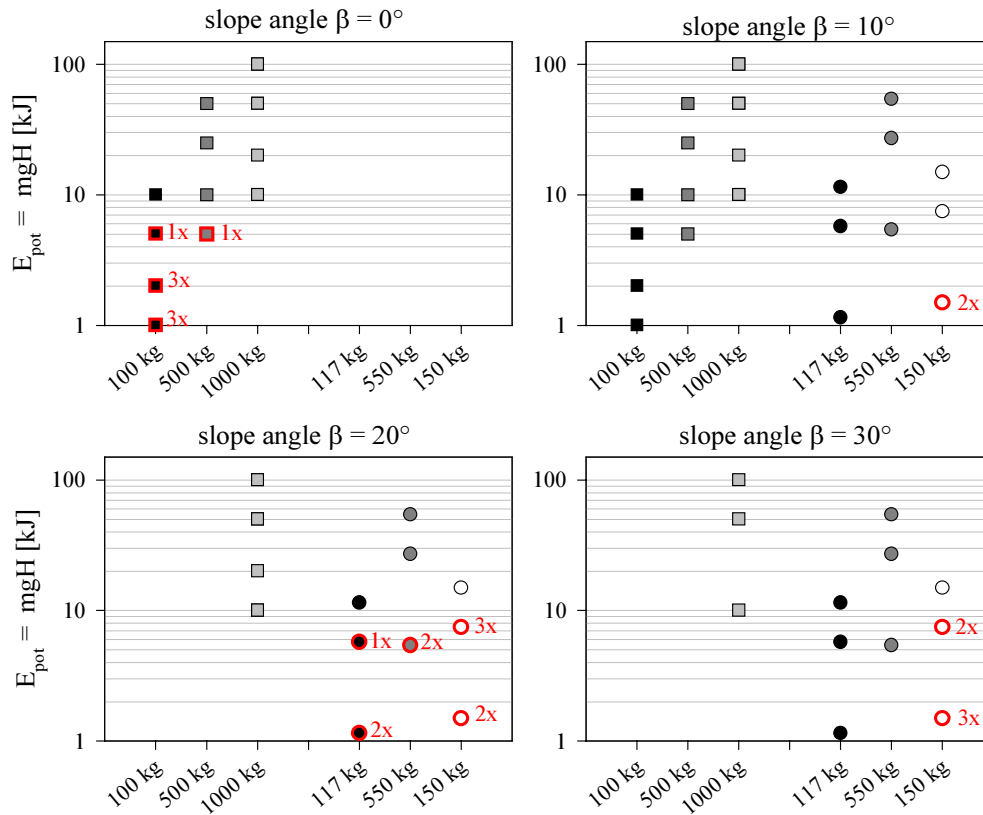 slope angle β = 0°
E_pot = mgH [kJ]
100
10
1
1x
1x
3x
3x
100 kg
500 kg
1000 kg
117 kg
550 kg
150 kg
slope angle β = 10°
100
10
1
2x
100 kg
500 kg
1000 kg
117 kg
550 kg
150 kg
slope angle β = 20°
E_pot = mgH [kJ]
100
10
1
1x
2x
3x
2x
2x
100 kg
500 kg
1000 kg
117 kg
550 kg
150 kg
slope angle β = 30°
100
10
1
2x
3x
100 kg
500 kg
1000 kg
117 kg
550 kg
150 kg